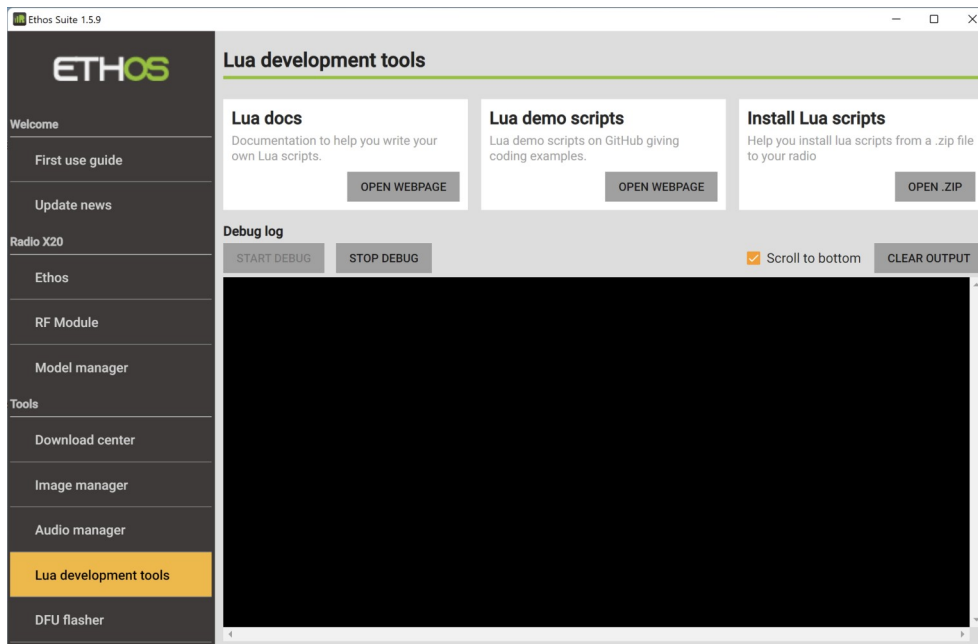 Ethos Suite 1.5.9
ETHOS
Welcome
First use guide
Update news
Radio X20
Ethos
RF Module
Model manager
Tools
Download center
Image manager
Audio manager
Lua development tools
DFU flasher
Lua development tools
Lua docs
Documentation to help you write your
own Lua scripts.
OPEN WEBPAGE
Lua demo scripts
Lua demo scripts on GitHub giving
coding examples.
OPEN WEBPAGE
Install Lua scripts
Help you install lua scripts from a .zip file
to your radio
OPEN .ZIP
Debug log
START DEBUG
STOP DEBUG
Scroll to bottom
CLEAR OUTPUT